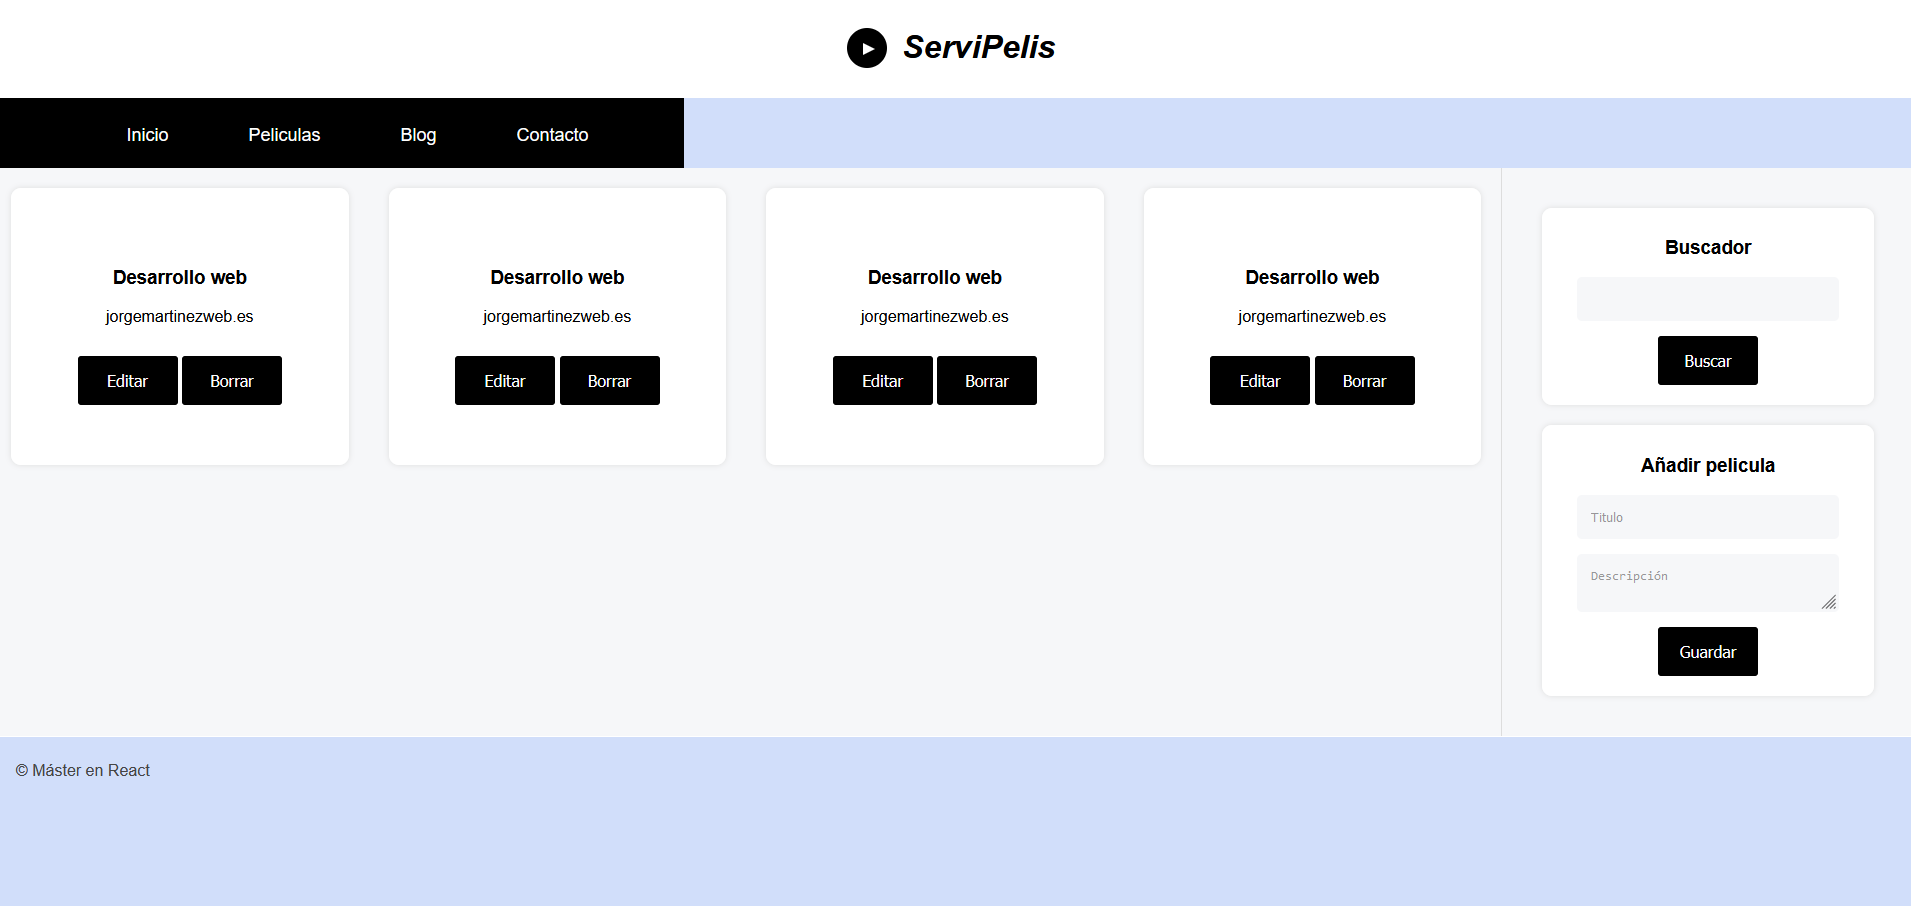 ServiPelis
Inicio Peliculas Blog Contacto
Desarrollo web
jorgemartinezweb.es
Editar Borrar
Desarrollo web
jorgemartinezweb.es
Editar Borrar
Desarrollo web
jorgemartinezweb.es
Editar Borrar
Desarrollo web
jorgemartinezweb.es
Editar Borrar
Buscador
Buscar
Añadir pelicula
Titulo
Descripción
Guardar
© Máster en React